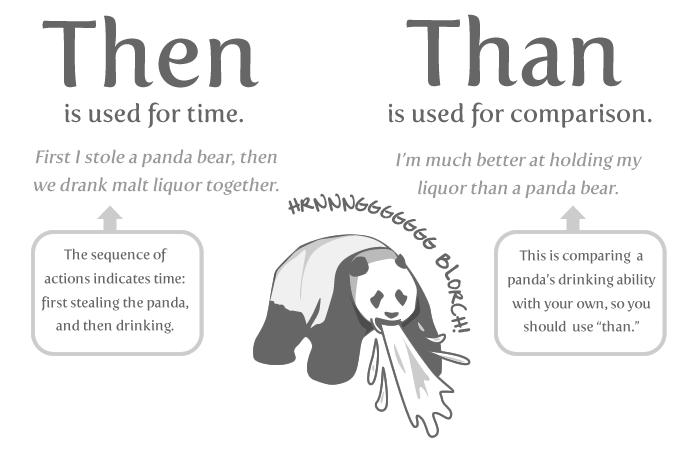 Then
is used for time.
First I stole a panda bear, then
we drank malt liquor together.
The sequence of
actions indicates time:
first stealing the panda,
and then drinking.
Than
is used for comparison.
I'm much better at holding my
liquor than a panda bear.
This is comparing a
panda's drinking ability
with your own, so you
should use “than.”
HRNNNGGGGGGG BLORCH!